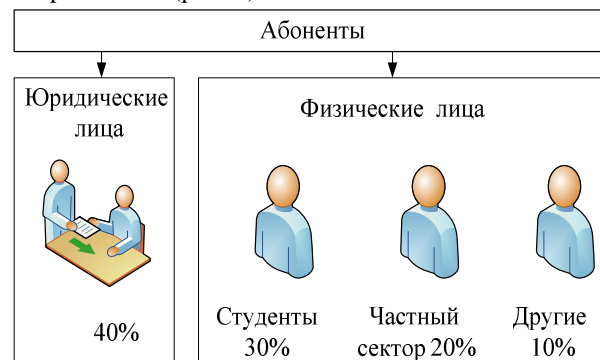 Абоненты
Юридические
лица
40%
Физические лица
Студенты
30%
Частный
сектор 20%
Другие
10%